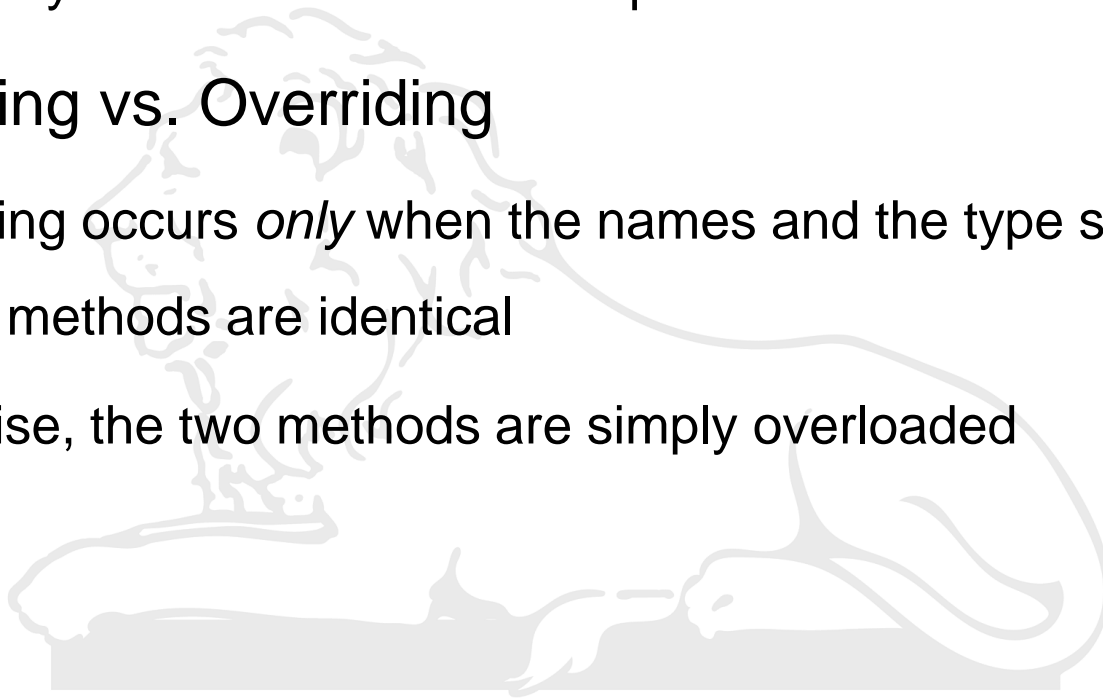 ing vs. Overriding
ing occurs only when the names and the type s
methods are identical
ise, the two methods are simply overloaded